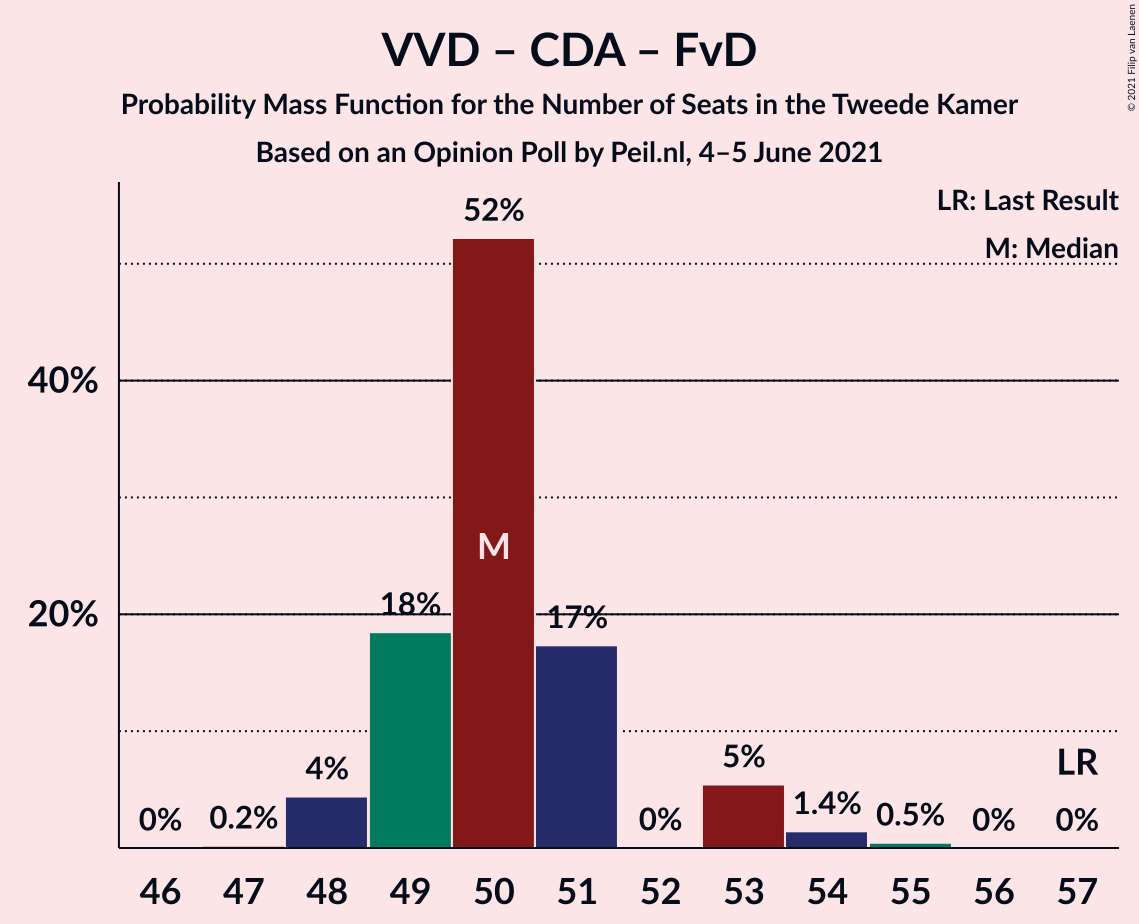 VVD – CDA – FvD
Probability Mass Function for the Number of Seats in the Tweede Kamer
Based on an Opinion Poll by Peil.nl, 4–5 June 2021
© 2021 Filip van Laenen
LR: Last Result
M: Median
40%
20%
0%
0.2%
4%
18%
52%
M
17%
0%
5%
1.4%
0.5%
0%
LR
0%
46 47 48 49 50 51 52 53 54 55 56 57